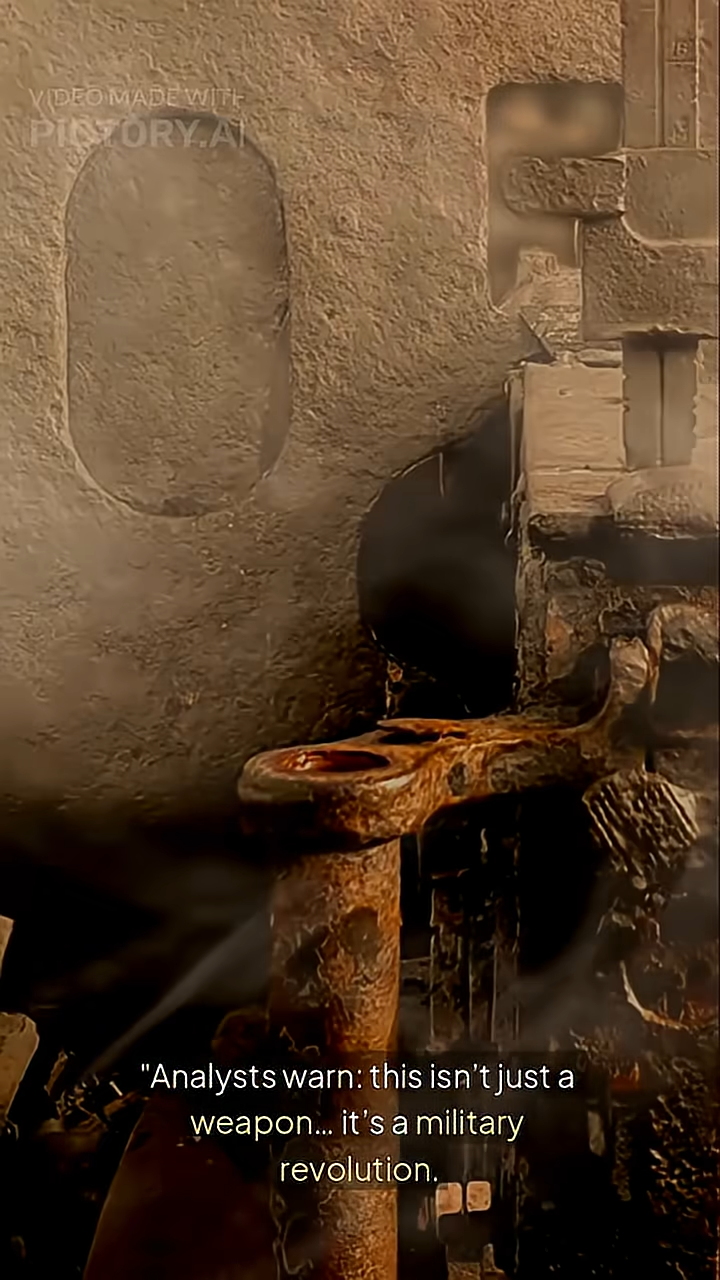 VIDEO MADE WITH
PICTORY.AI
"Analysts warn: this isn't just a
weapon... it's a military
revolution.